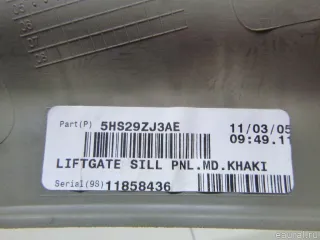 Part(P) 5HS29ZJ3AE 11/03/05
09:49.11
LIFTGATE SILL PNL.MD.KHAKI
Serial(9S) 11858436